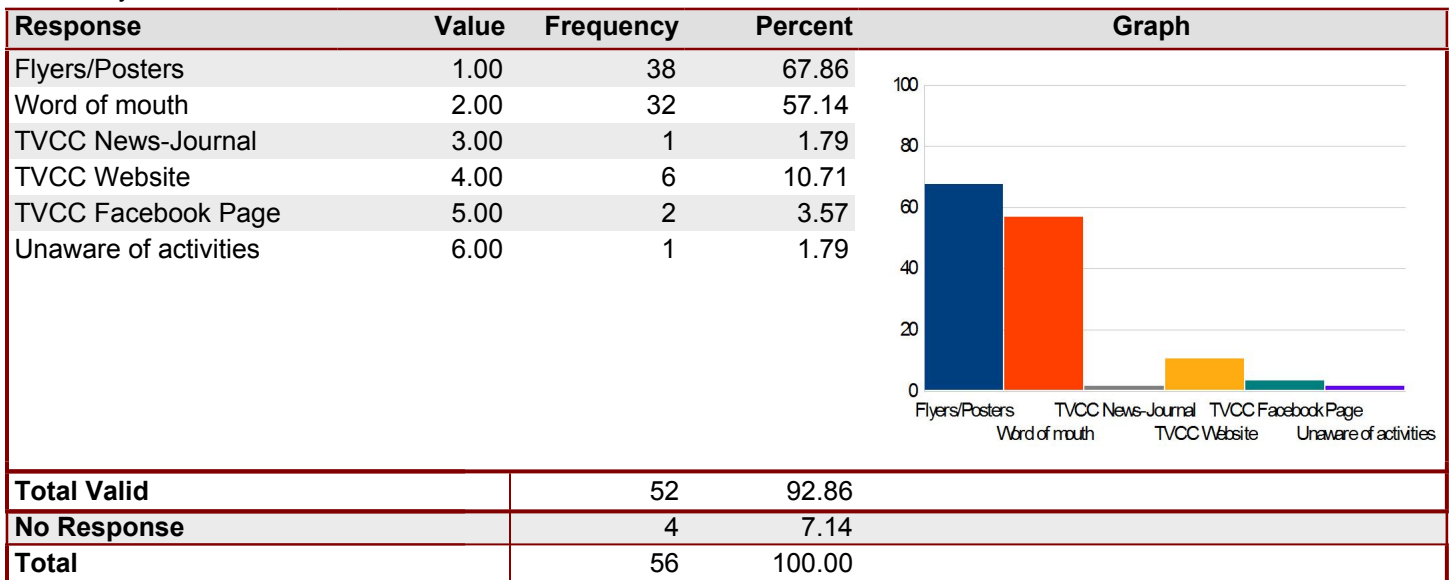 Response Value Frequency Percent Graph
Flyers/Posters 1.00 38 67.86
Word of mouth 2.00 32 57.14
TVCC News-Journal 3.00 1 1.79
TVCC Website 4.00 6 10.71
TVCC Facebook Page 5.00 2 3.57
Unaware of activities 6.00 1 1.79
100
80
60
40
20
0
Flyers/Posters TVCC News-Journal TVCC Facebook Page
Word of mouth TVCC Website Unaware of activities
Total Valid 52 92.86
No Response 4 7.14
Total 56 100.00